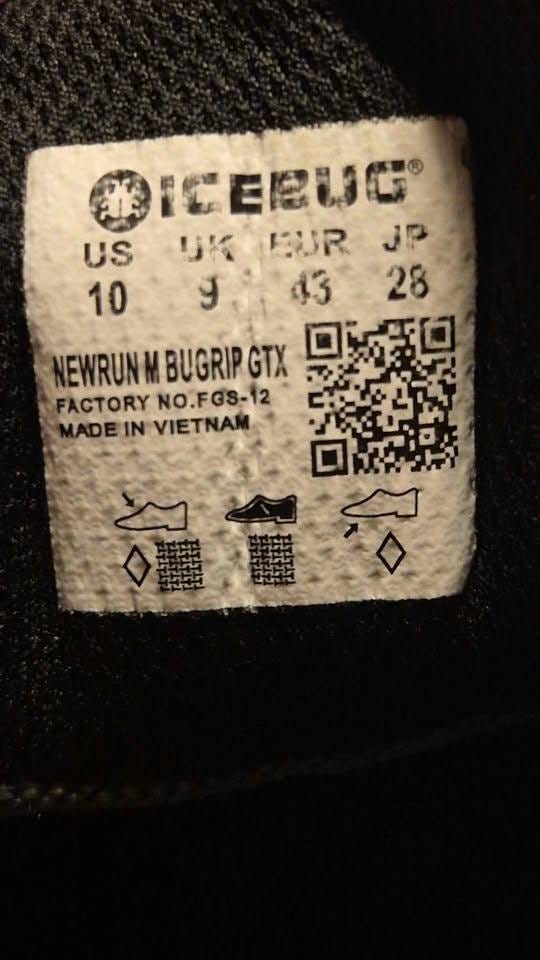 ICEBUG®
US UK EUR JP
10 9 43 28
NEWRUN M BUGRIP GTX
FACTORY NO.FGS-12
MADE IN VIETNAM